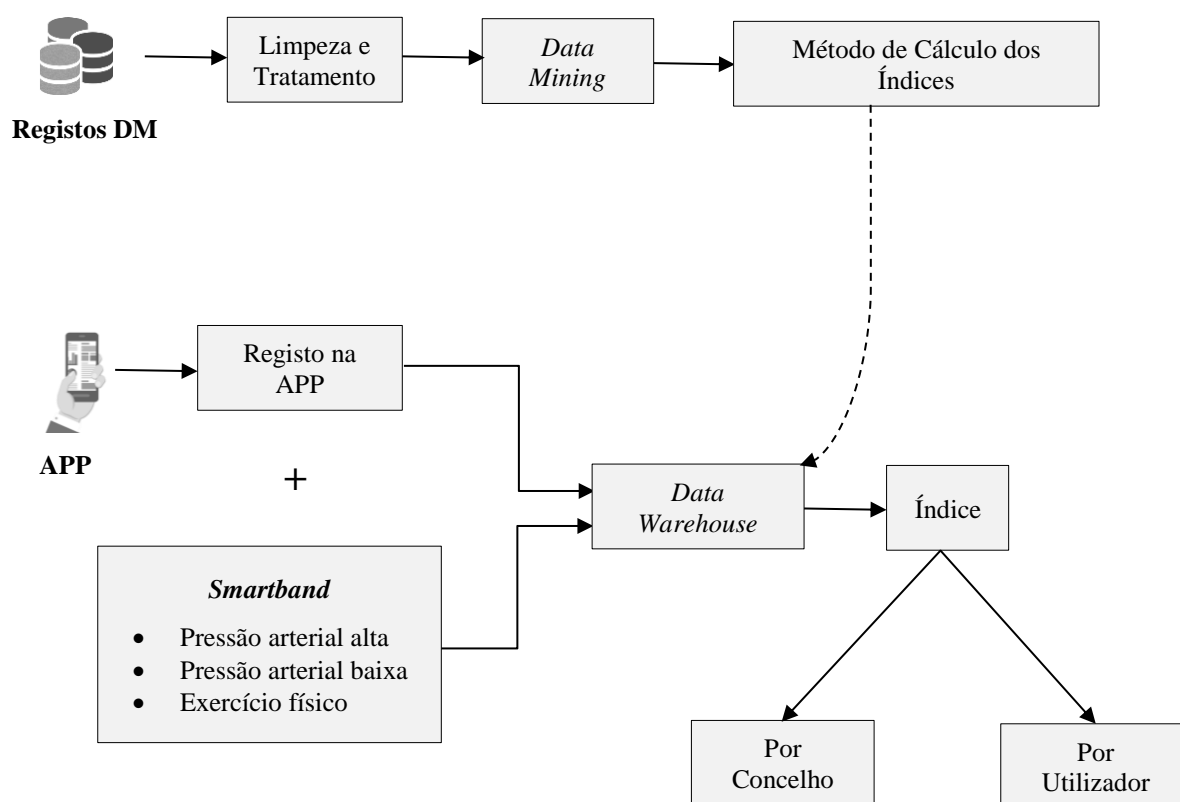 Limpeza e
Tratamento
Data
Mining
Método de Cálculo dos
Índices
Registos DM
Registo na
APP
APP
+
Data
Warehouse
Índice
Smartband
• Pressão arterial alta
• Pressão arterial baixa
• Exercício físico
Por
Concelho
Por
Utilizador